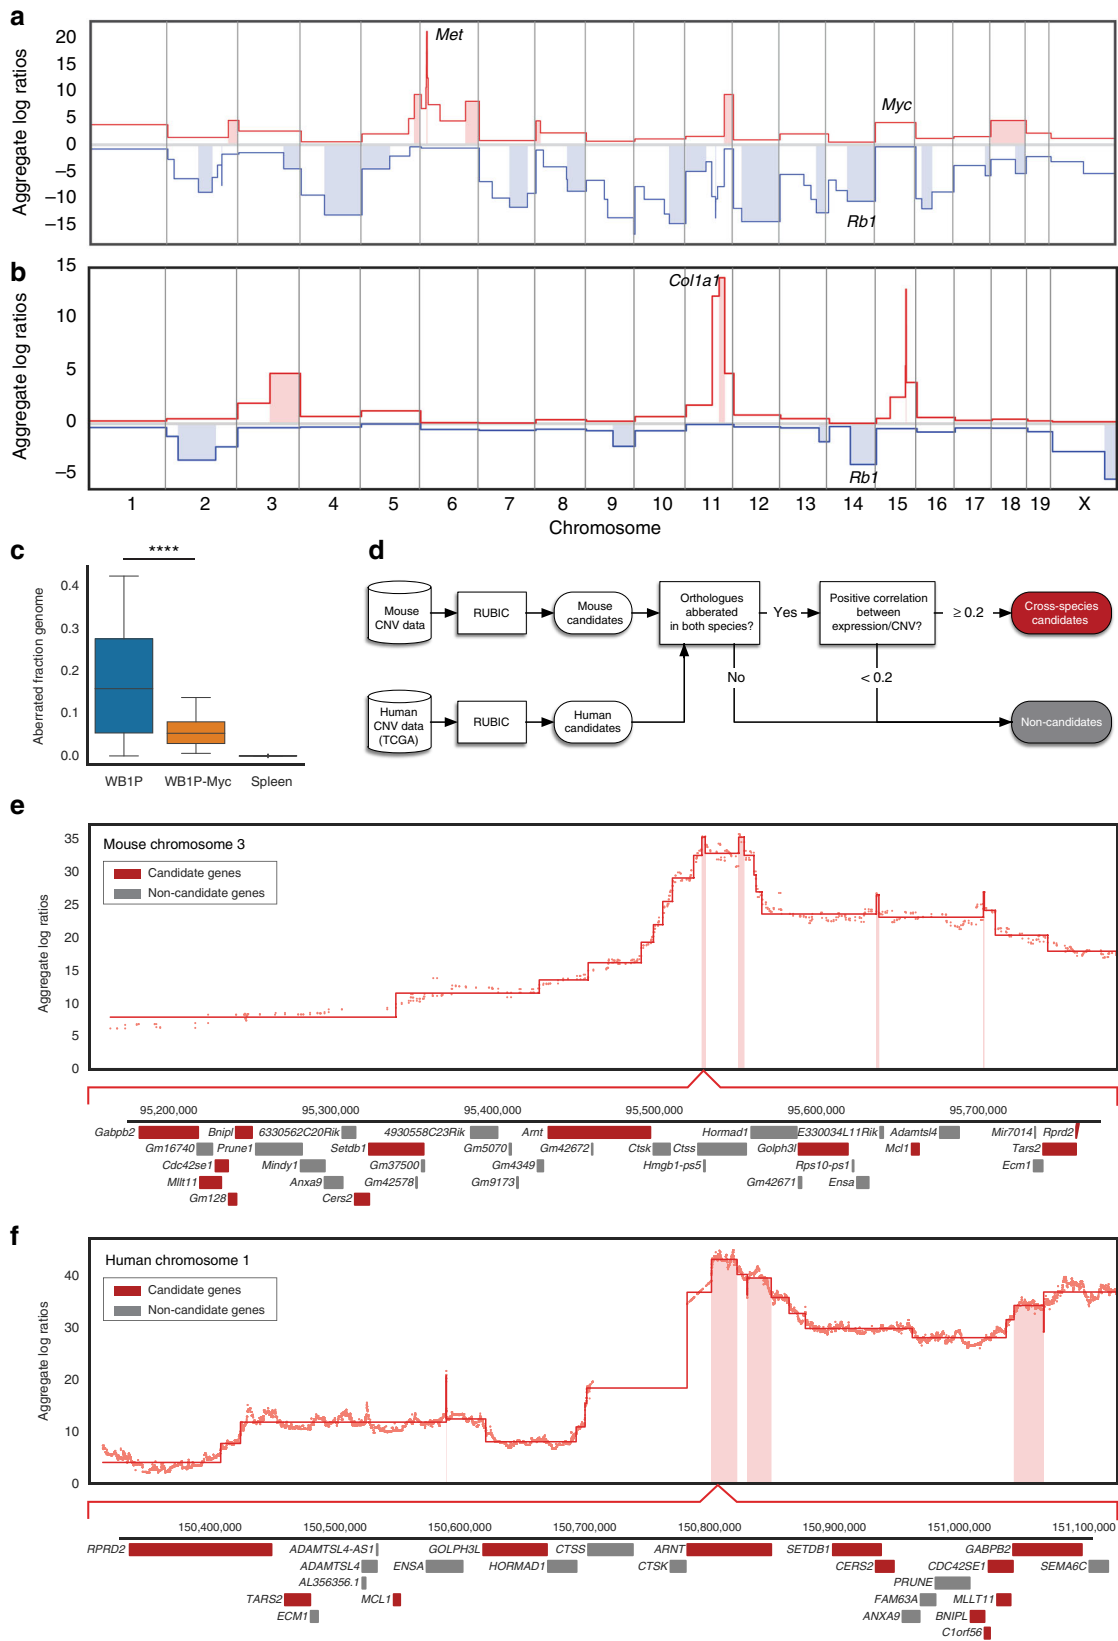 a
Aggregate log ratios
20
15
10
5
0
–5
–10
–15
Met
Myc
Rb1
b
Aggregate log ratios
15
10
5
0
–5
Col1a1
Rb1
1 2 3 4 5 6 7 8 9 10 11 12 13 14 15 16 17 18 19 X
Chromosome
c
Aberrated fraction genome
0.4
0.3
0.2
0.1
0.0
****
WB1P WB1P-Myc Spleen
d
Mouse
CNV data
RUBIC
Mouse
candidates
Orthologues
abberated
in both species?
Yes
Positive correlation
between
expression/CNV?
≥ 0.2
Cross-species
candidates
No
< 0.2
Human
CNV data
(TCGA)
RUBIC
Human
candidates
Non-candidates
e
Aggregate log ratios
35
30
25
20
15
10
5
0
Mouse chromosome 3
Candidate genes
Non-candidate genes
95,200,000 95,300,000 95,400,000 95,500,000 95,600,000 95,700,000
Gabpb2 Bnipl 6330562C20Rik 4930558C23Rik Arnt Hormad1 E330034L11Rik Adamtsl4 Mir7014 Rprd2
Gm16740 Prune1 Setdb1 Gm5070 Gm42672 Ctsk Ctss Golph3l Mcl1 Tars2
Cdc42se1 Mindy1 Gm37500 Gm4349 Hmgb1-ps5 Rps10-ps1 Ecm1
Mllt11 Anxa9 Gm42578 Gm9173 Gm42671 Ensa
Gm128 Cers2
f
Aggregate log ratios
40
30
20
10
0
Human chromosome 1
Candidate genes
Non-candidate genes
150,400,000 150,500,000 150,600,000 150,700,000 150,800,000 150,900,000 151,000,000 151,100,000
RPRD2 ADAMTSL4-AS1 GOLPH3L CTSS ARNT SETDB1 GABPB2
ADAMTSL4 ENSA HORMAD1 CTSK CERS2 CDC42SE1 SEMA6C
AL356356.1 PRUNE
TARS2 MCL1 FAM63A MLLT11
ECM1 ANXA9 BNIPL
C1orf56